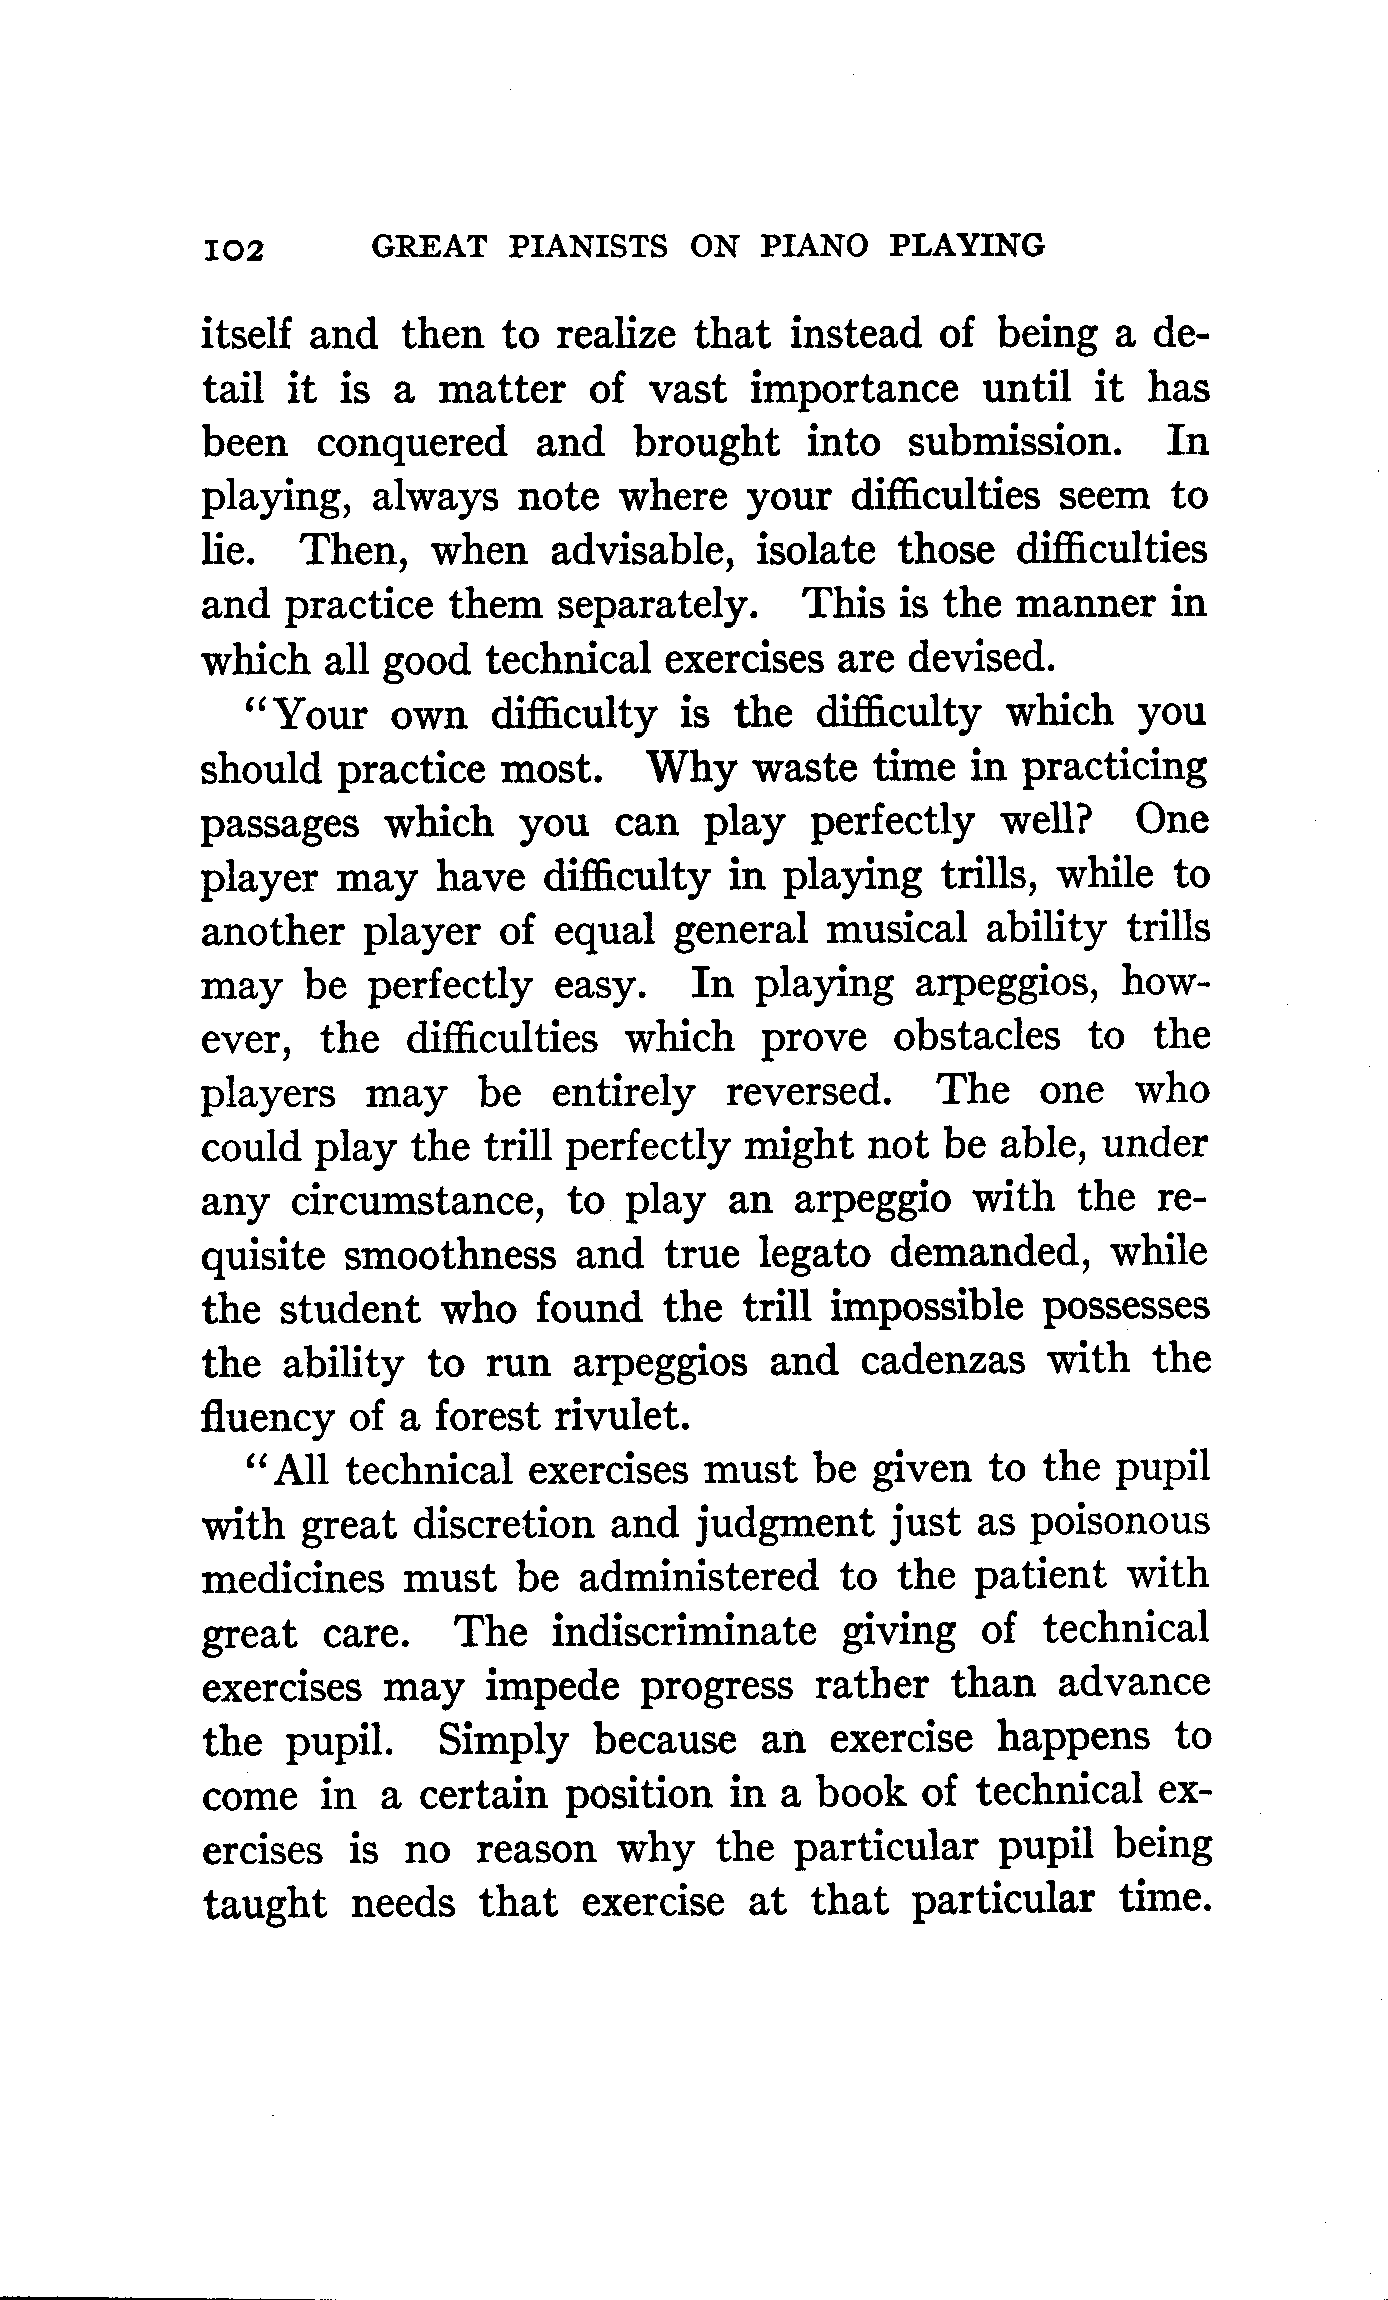 102 GREAT PIANISTS ON PIANO PLAYING
itself and then to realize that instead of being a de-
tail it is a matter of vast importance until it has
been conquered and brought into submission. In
playing, always note where your difficulties seem to
lie. Then, when advisable, isolate those difficulties
and practice them separately. This is the manner in
which all good technical exercises are devised.
"Your own difficulty is the difficulty which you
should practice most. Why waste time in practicing
passages which you can play perfectly well? One
player may have difficulty in playing trills, while to
another player of equal general musical ability trills
may be perfectly easy. In playing arpeggios, how-
ever, the difficulties which prove obstacles to the
players may be entirely reversed. The one who
could play the trill perfectly might not be able, under
any circumstance, to play an arpeggio with the re-
quisite smoothness and true legato demanded, while
the student who found the trill impossible possesses
the ability to run arpeggios and cadenzas with the
fluency of a forest rivulet.
"All technical exercises must be given to the pupil
with great discretion and judgment just as poisonous
medicines must be administered to the patient with
great care. The indiscriminate giving of technical
exercises may impede progress rather than advance
the pupil. Simply because an exercise happens to
come in a certain position in a book of technical ex-
ercises is no reason why the particular pupil being
taught needs that exercise at that particular time.